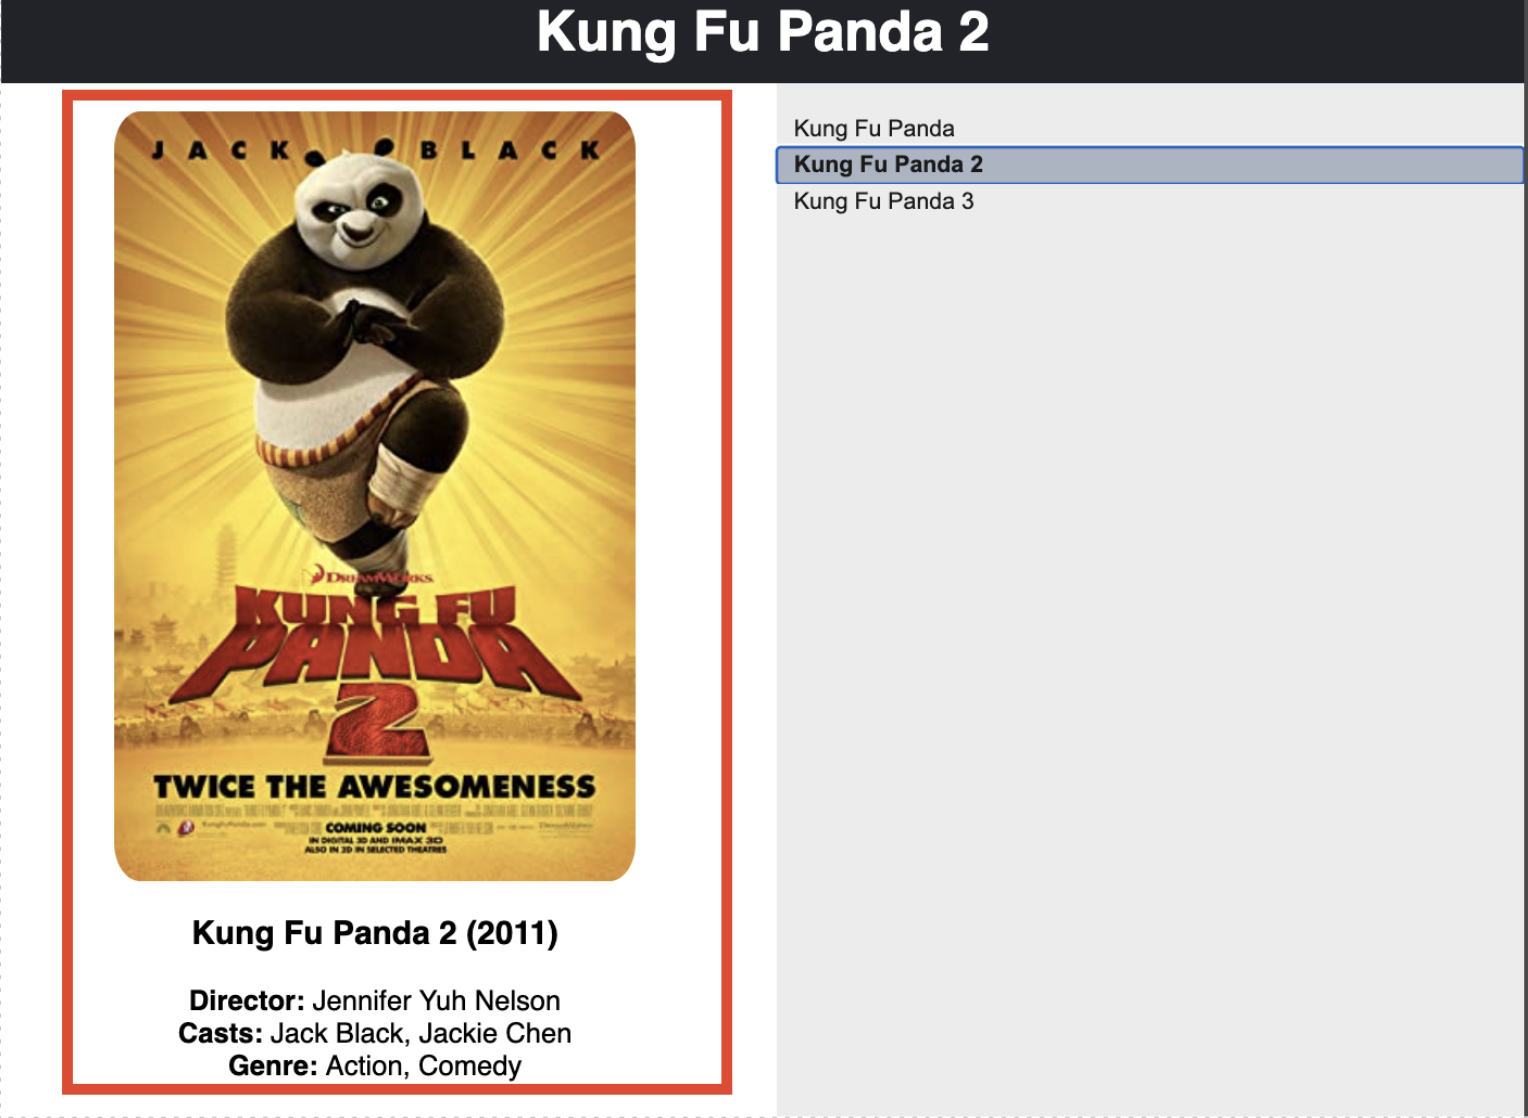 Kung Fu Panda 2
JACK BLACK
DREAMWORKS
KUNG FU
PANDA
2
TWICE THE AWESOMENESS
COMING SOON
IN DIGITAL 3D AND IMAX 3D
ALSO IN 2D IN SELECTED THEATRES
Kung Fu Panda 2 (2011)
Director: Jennifer Yuh Nelson
Casts: Jack Black, Jackie Chen
Genre: Action, Comedy
Kung Fu Panda
Kung Fu Panda 2
Kung Fu Panda 3